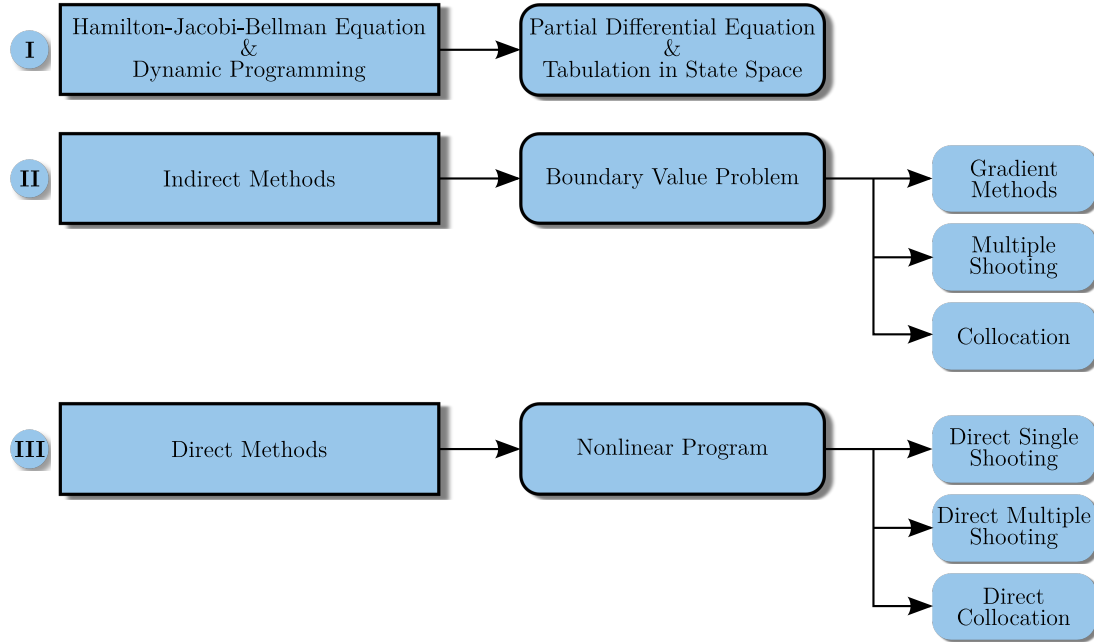 I
Hamilton-Jacobi-Bellman Equation
&
Dynamic Programming
Partial Differential Equation
&
Tabulation in State Space
II
Indirect Methods
Boundary Value Problem
Gradient
Methods
Multiple
Shooting
Collocation
III
Direct Methods
Nonlinear Program
Direct Single
Shooting
Direct Multiple
Shooting
Direct
Collocation